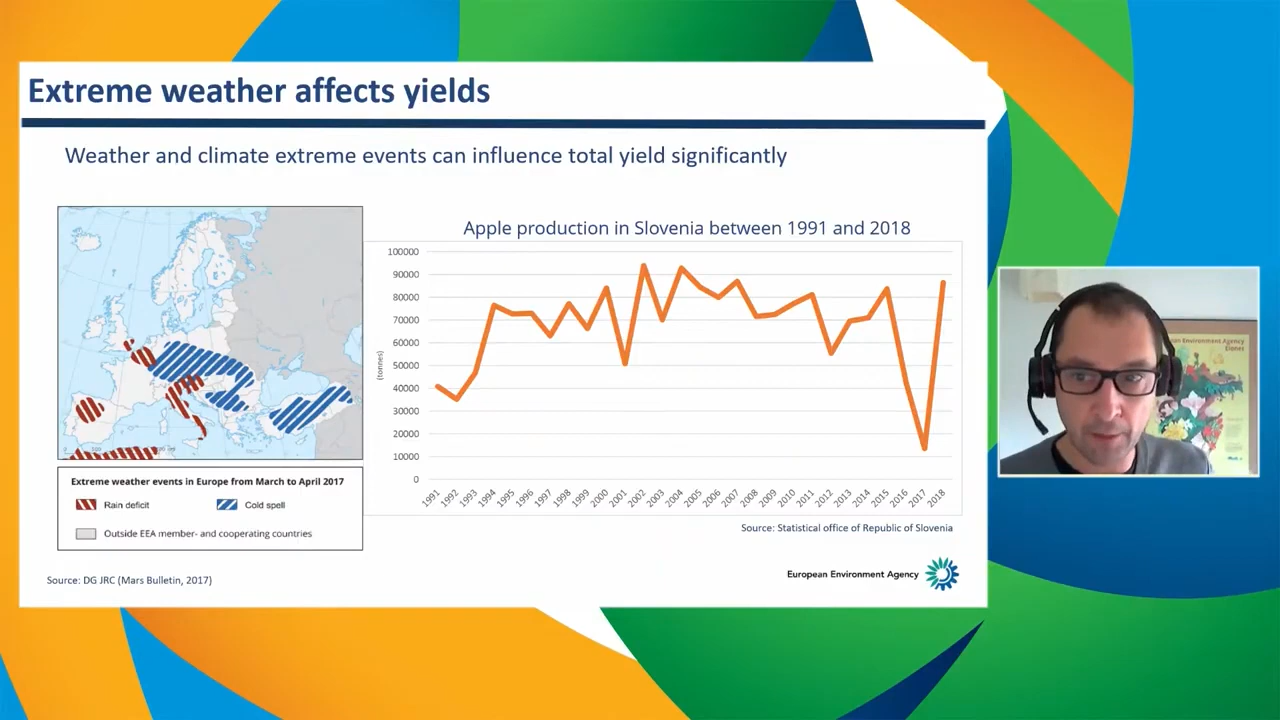 Extreme weather affects yields
Weather and climate extreme events can influence total yield significantly
Extreme weather events in Europe from March to April 2017
Rain deficit
Cold spell
Outside EEA member- and cooperating countries
Source: DG JRC (Mars Bulletin, 2017)
Apple production in Slovenia between 1991 and 2018
100000
90000
80000
70000
60000
50000
40000
30000
20000
10000
0
(tonnes)
1991 1992 1993 1994 1995 1996 1997 1998 1999 2000 2001 2002 2003 2004 2005 2006 2007 2008 2009 2010 2011 2012 2013 2014 2015 2016 2017 2018
Source: Statistical office of Republic of Slovenia
European Environment Agency
Environment Agency
Eionet